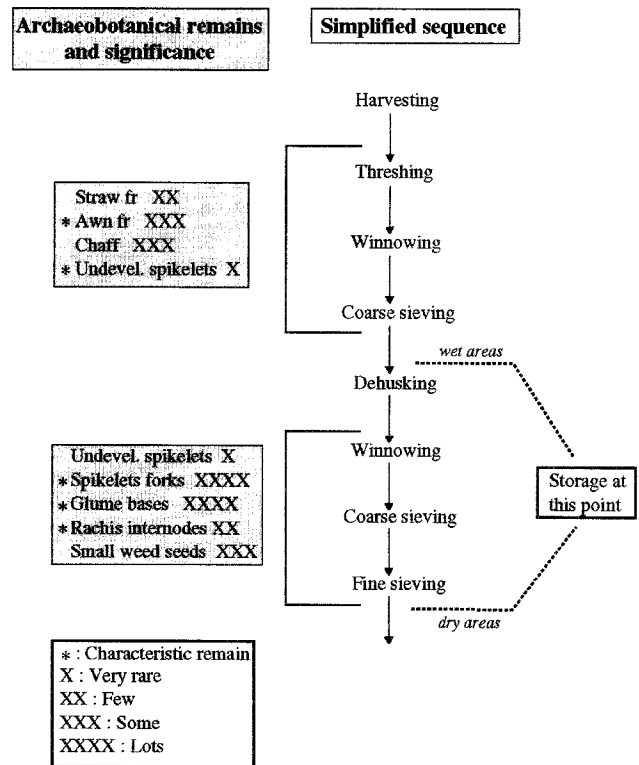 Archaeobotanical remains
and significance
Simplified sequence
Harvesting
Threshing
Winnowing
Coarse sieving
wet areas
Dehusking
Winnowing
Coarse sieving
Fine sieving
dry areas
Storage at
this point
Straw fr XX
* Awn fr XXX
Chaff XXX
* Undevel. spikelets X
Undevel. spikelets X
* Spikelets forks XXXX
* Glume bases XXXX
* Rachis internodes XX
Small weed seeds XXX
* : Characteristic remain
X : Very rare
XX : Few
XXX : Some
XXXX : Lots